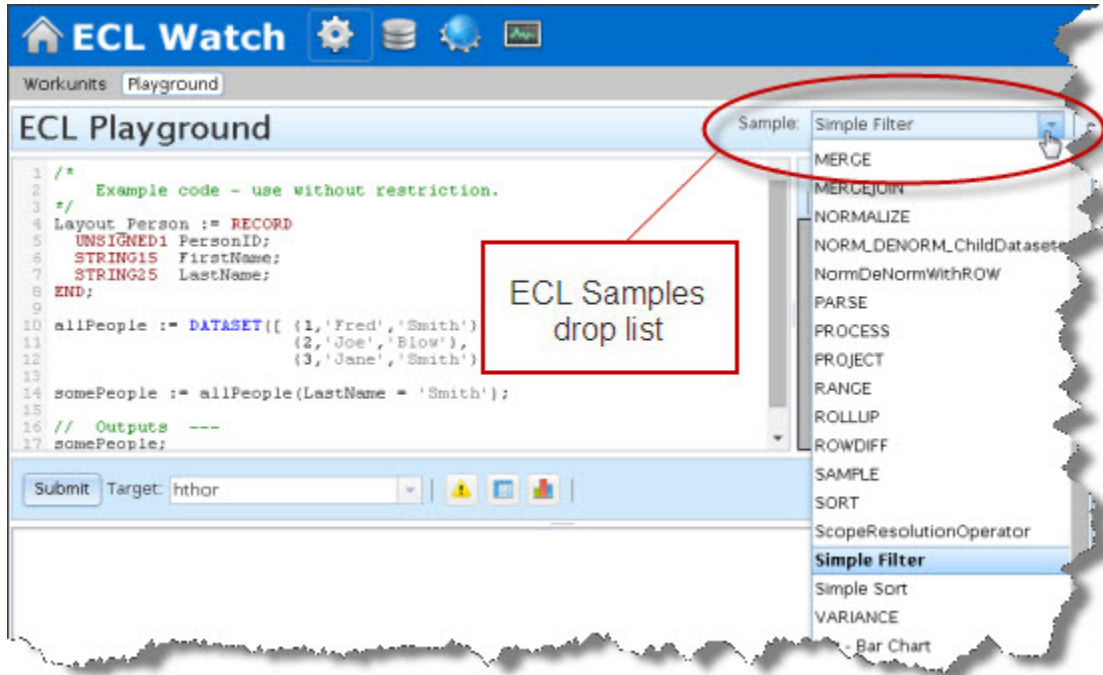 ECL Watch
Workunits Playground
ECL Playground
Sample: Simple Filter
1 /*
2 Example code - use without restriction.
3 */
4 Layout_Person := RECORD
5 UNSIGNED1 PersonID;
6 STRING15 FirstName;
7 STRING25 LastName;
8 END;
9
10 allPeople := DATASET([ {1,'Fred','Smith'}
11 {2,'Joe','Blow'},
12 {3,'Jane','Smith'}
13
14 somePeople := allPeople(LastName = 'Smith');
15
16 // Outputs ---
17 somePeople;
ECL Samples
drop list
Submit Target: hthor
MERGE
MERGEJOIN
NORMALIZE
NORM_DENORM_ChildDatasets
NormDeNormWithROW
PARSE
PROCESS
PROJECT
RANGE
ROLLUP
ROWDIFF
SAMPLE
SORT
ScopeResolutionOperator
Simple Filter
Simple Sort
VARIANCE
- Bar Chart